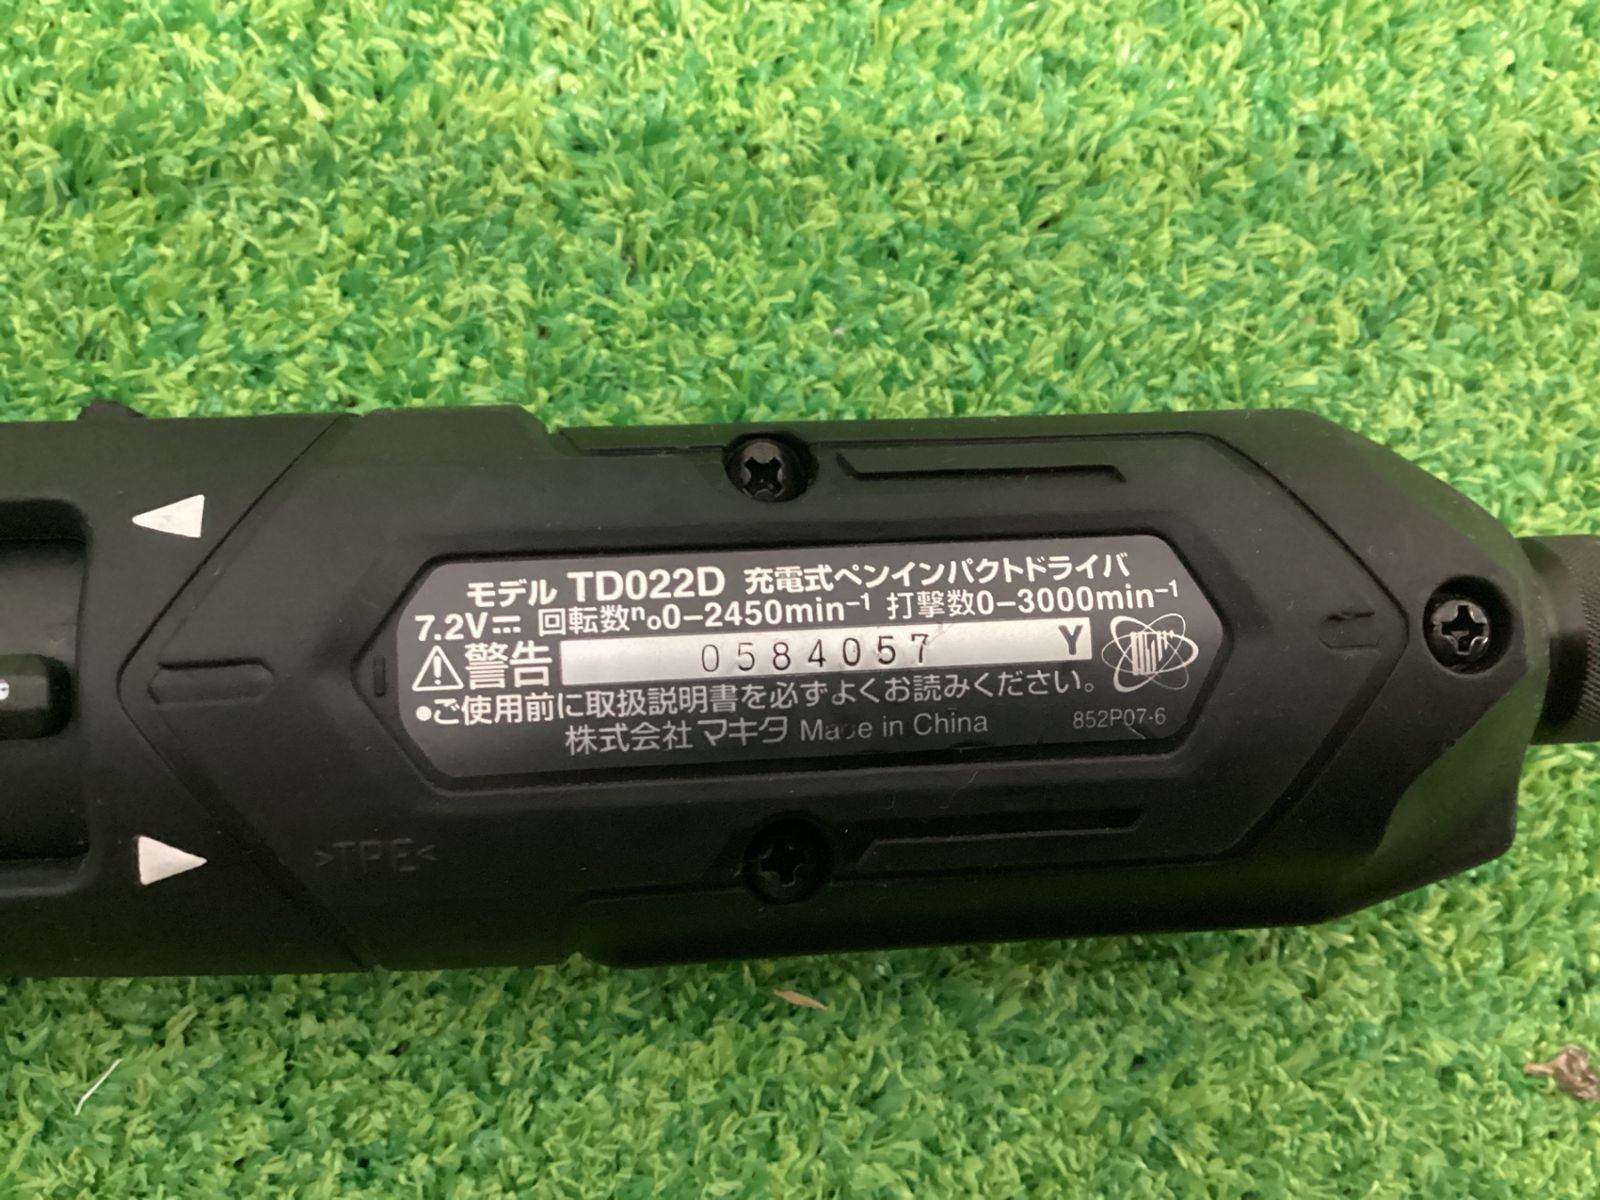 モデル TD022D 充電式ペンインパクトドライバ
7.2V⎓ 回転数n₀0-2450min⁻¹ 打撃数0-3000min⁻¹
⚠警告 0584057 Y
●ご使用前に取扱説明書を必ずよくお読みください。
株式会社 マキタ Made in China 852P07-6
>TPE<